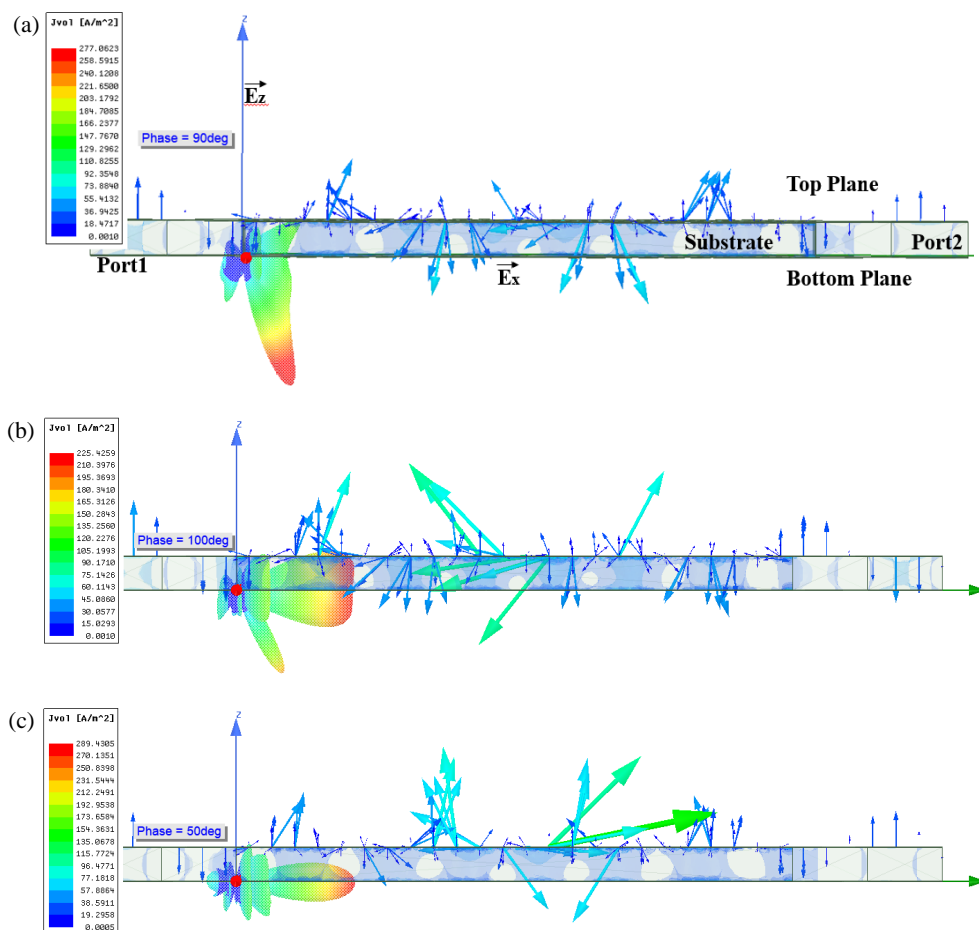 (a)
Jvol [A/m^2]
277.0623
258.5915
240.1208
221.6500
203.1792
184.7085
166.2377
147.7670
129.2962
110.8255
92.3548
73.8840
55.4132
36.9425
18.4717
0.0010
Z
Ez
Phase = 90deg
Top Plane
Substrate
Port2
Port1
Ex
Bottom Plane
(b)
Jvol [A/m^2]
225.4259
210.3976
195.3693
180.3410
165.3126
150.2843
135.2560
120.2276
105.1993
90.1710
75.1426
60.1143
45.0860
30.0577
15.0293
0.0010
Z
Phase = 100deg
(c)
Jvol [A/m^2]
289.4305
270.1351
250.8398
231.5444
212.2491
192.9538
173.6584
154.3631
135.0678
115.7724
96.4771
77.1818
57.8864
38.5911
19.2958
0.0005
Z
Phase = 50deg